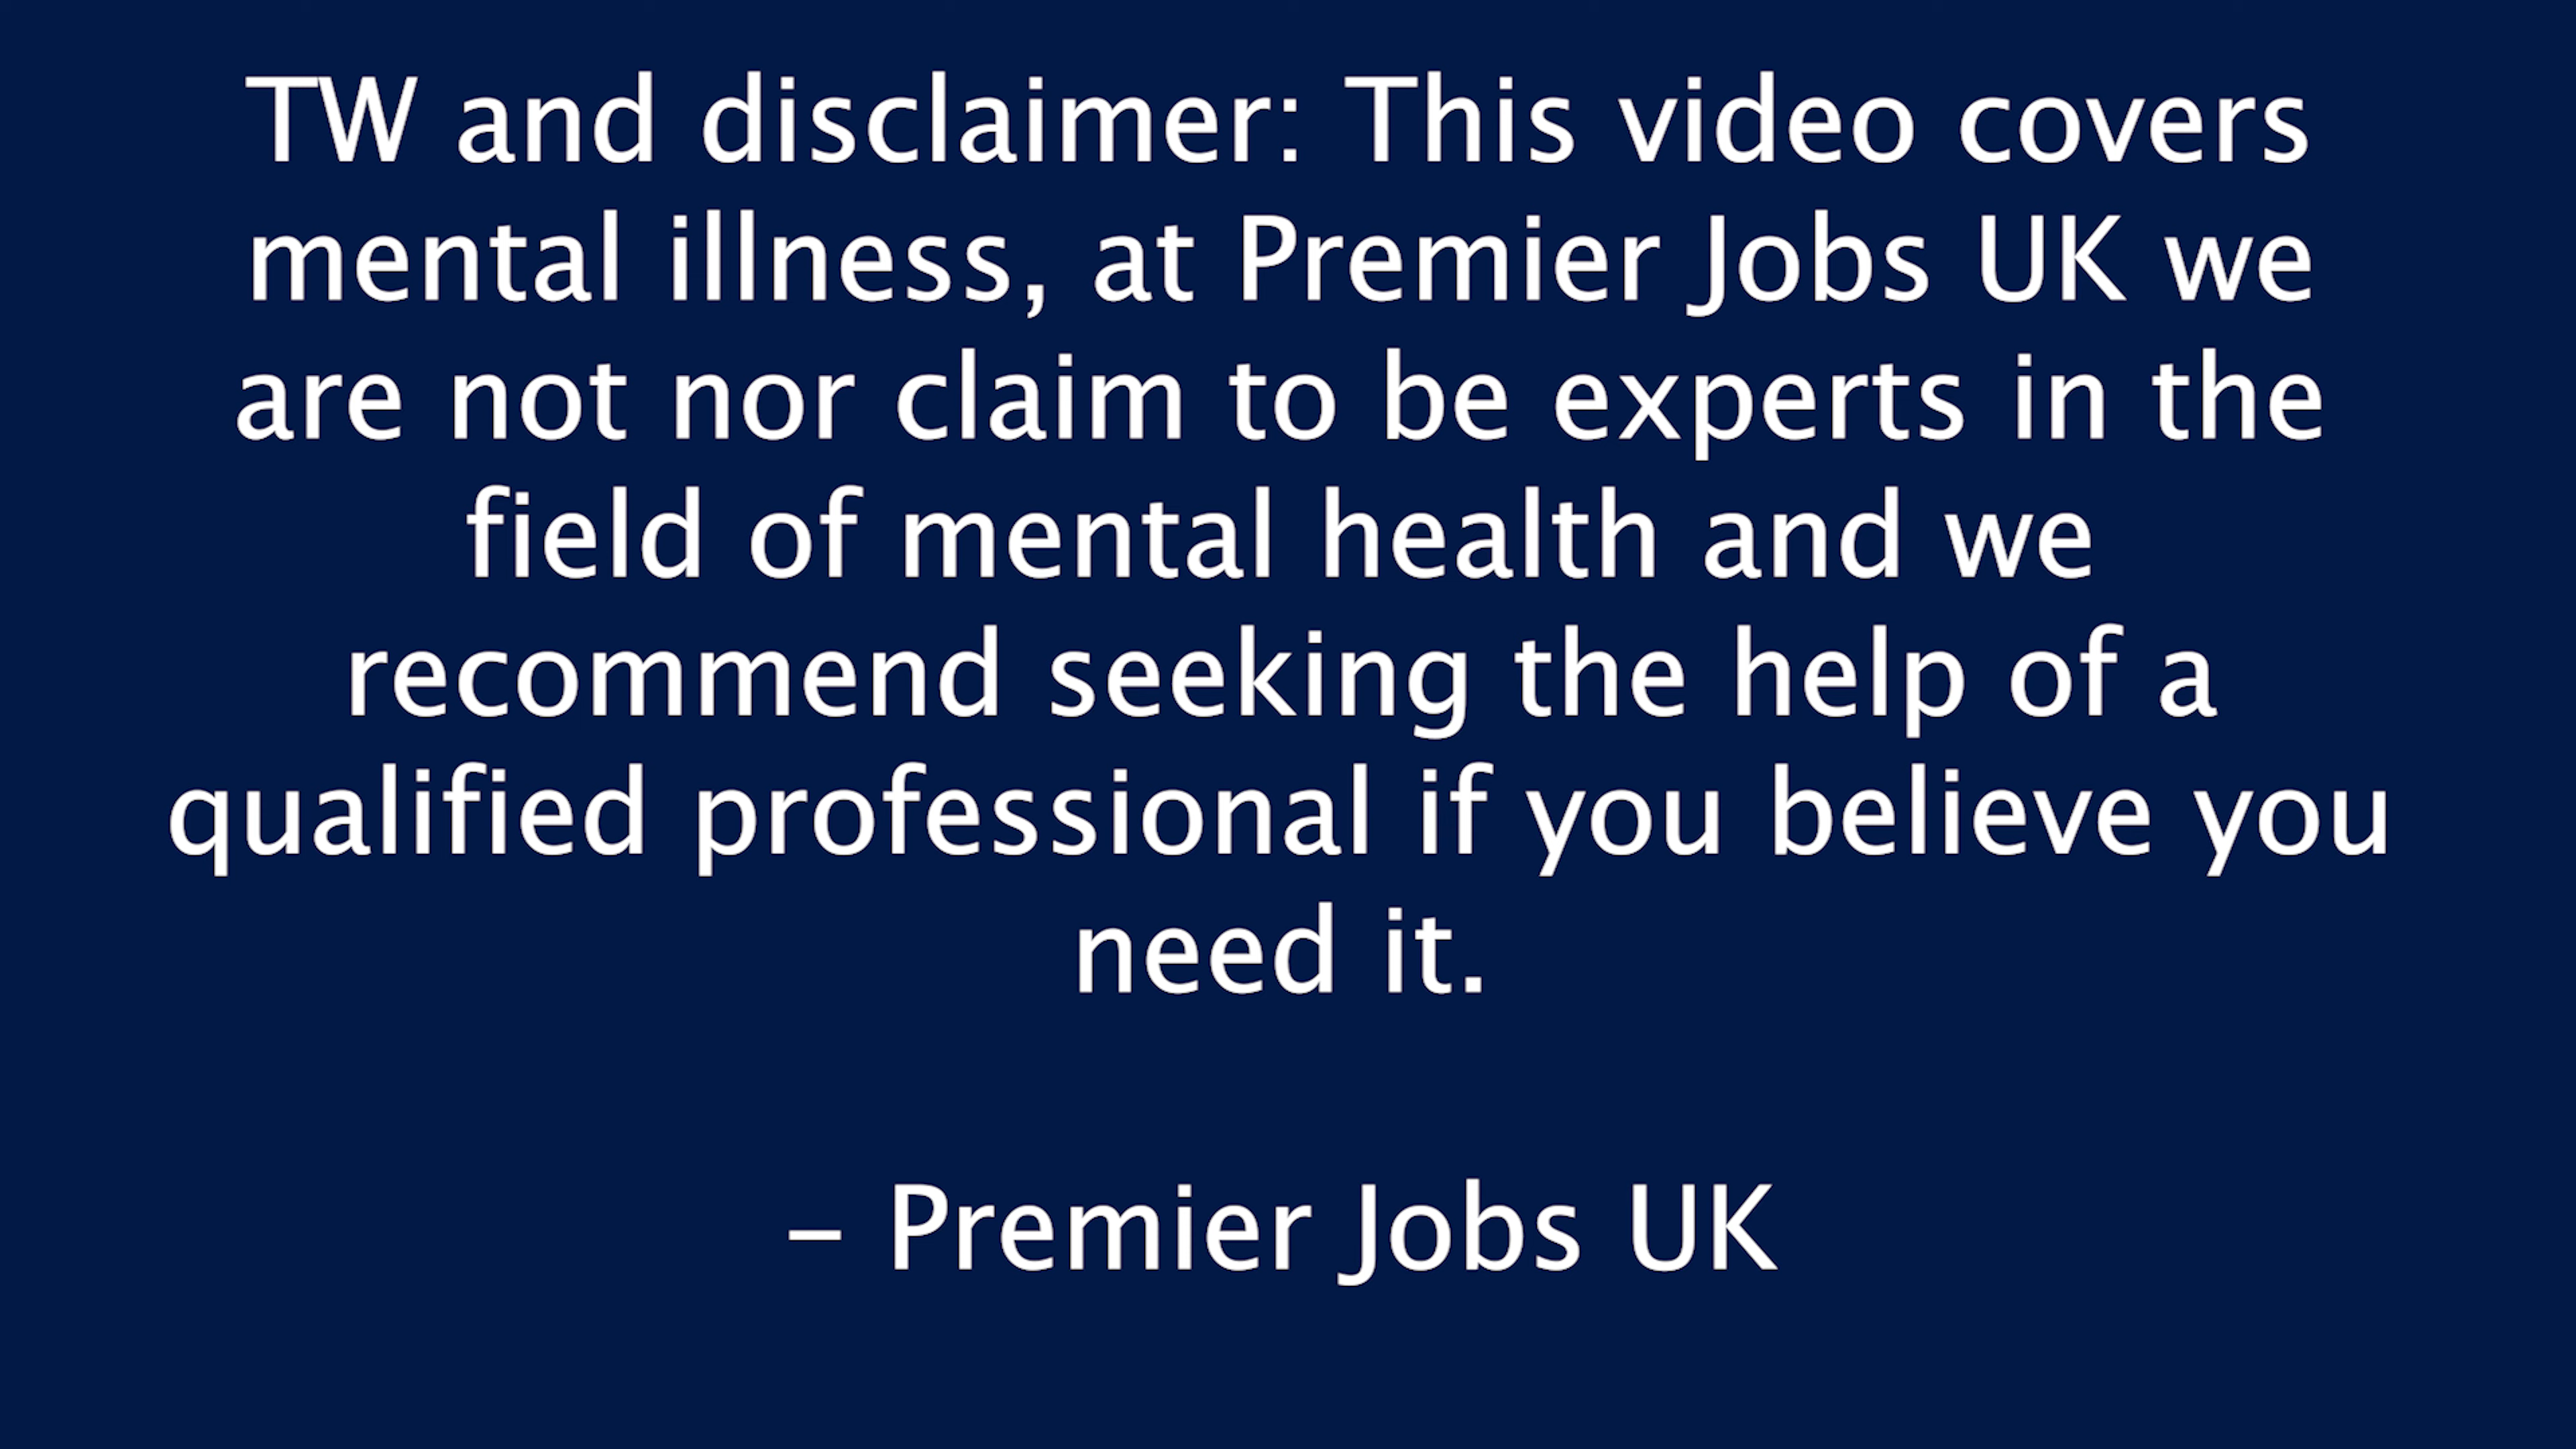 TW and disclaimer: This video covers
mental illness, at Premier Jobs UK we
are not nor claim to be experts in the
field of mental health and we
recommend seeking the help of a
qualified professional if you believe you
need it.
– Premier Jobs UK